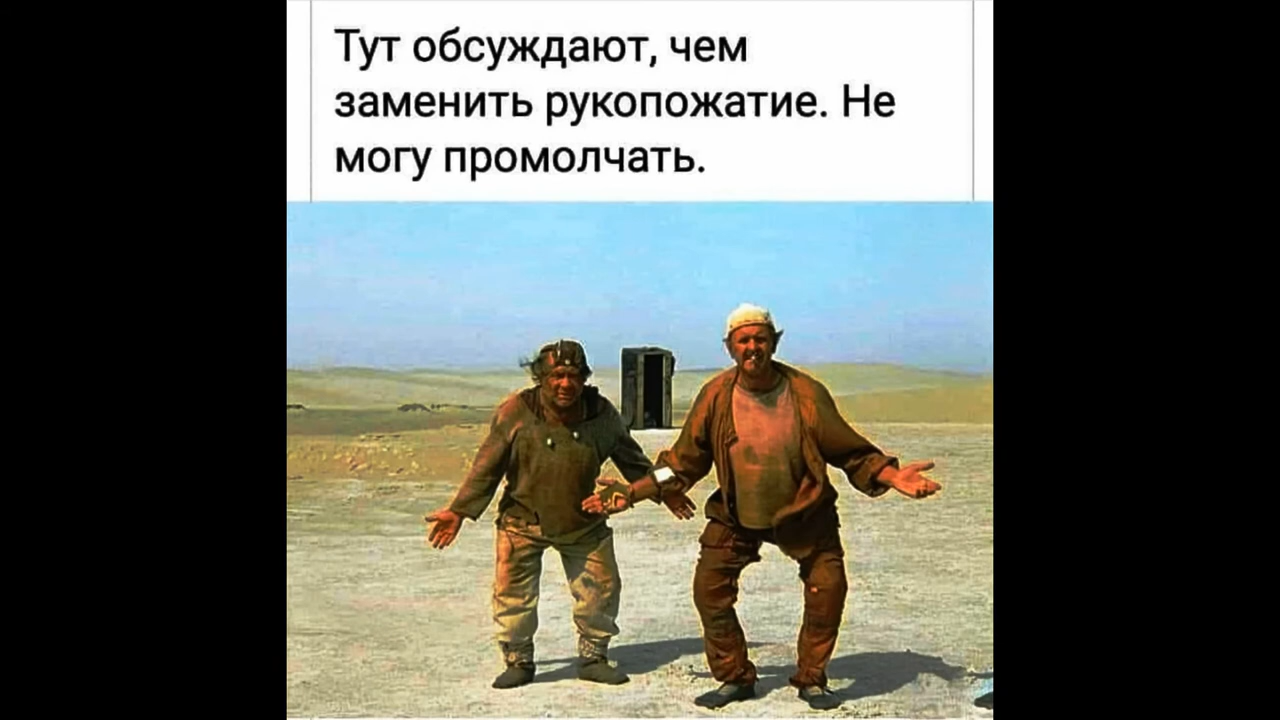 Тут обсуждают, чем
заменить рукопожатие. Не
могу промолчать.